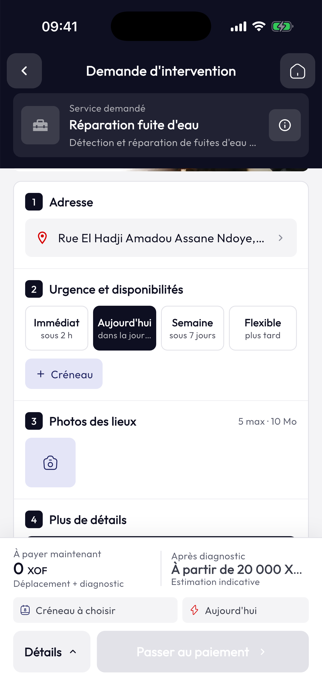 09:41
Demande d'intervention
Service demandé
Réparation fuite d'eau
Détection et réparation de fuites d'eau ...
1 Adresse
Rue El Hadji Amadou Assane Ndoye,...
2 Urgence et disponibilités
Immédiat Aujourd'hui Semaine Flexible
sous 2 h dans la jour... sous 7 jours plus tard
+ Créneau
3 Photos des lieux 5 max · 10 Mo
4 Plus de détails
À payer maintenant
0 XOF
Déplacement + diagnostic
Après diagnostic
À partir de 20 000 X...
Estimation indicative
Créneau à choisir
Aujourd'hui
Détails
Passer au paiement